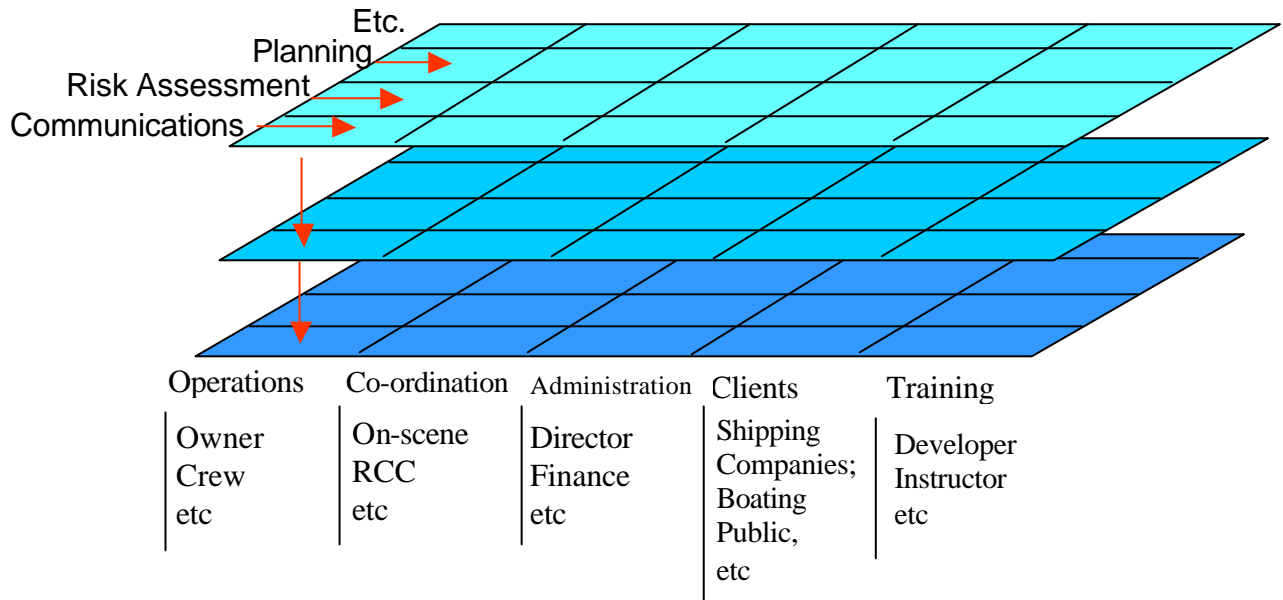 Etc.
Planning
Risk Assessment
Communications
Operations
Owner
Crew
etc
Co-ordination
On-scene
RCC
etc
Administration
Director
Finance
etc
Clients
Shipping
Companies;
Boating
Public,
etc
Training
Developer
Instructor
etc